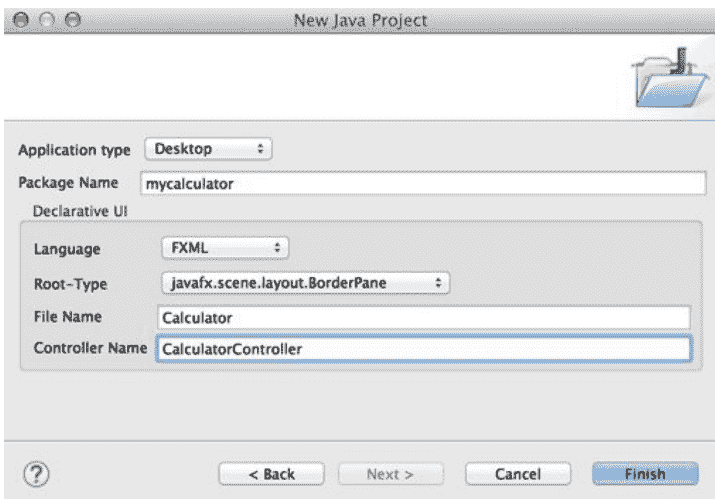 New Java Project
Application type Desktop
Package Name mycalculator
Declarative UI
Language FXML
Root-Type javafx.scene.layout.BorderPane
File Name Calculator
Controller Name CalculatorController
? < Back Next > Cancel Finish